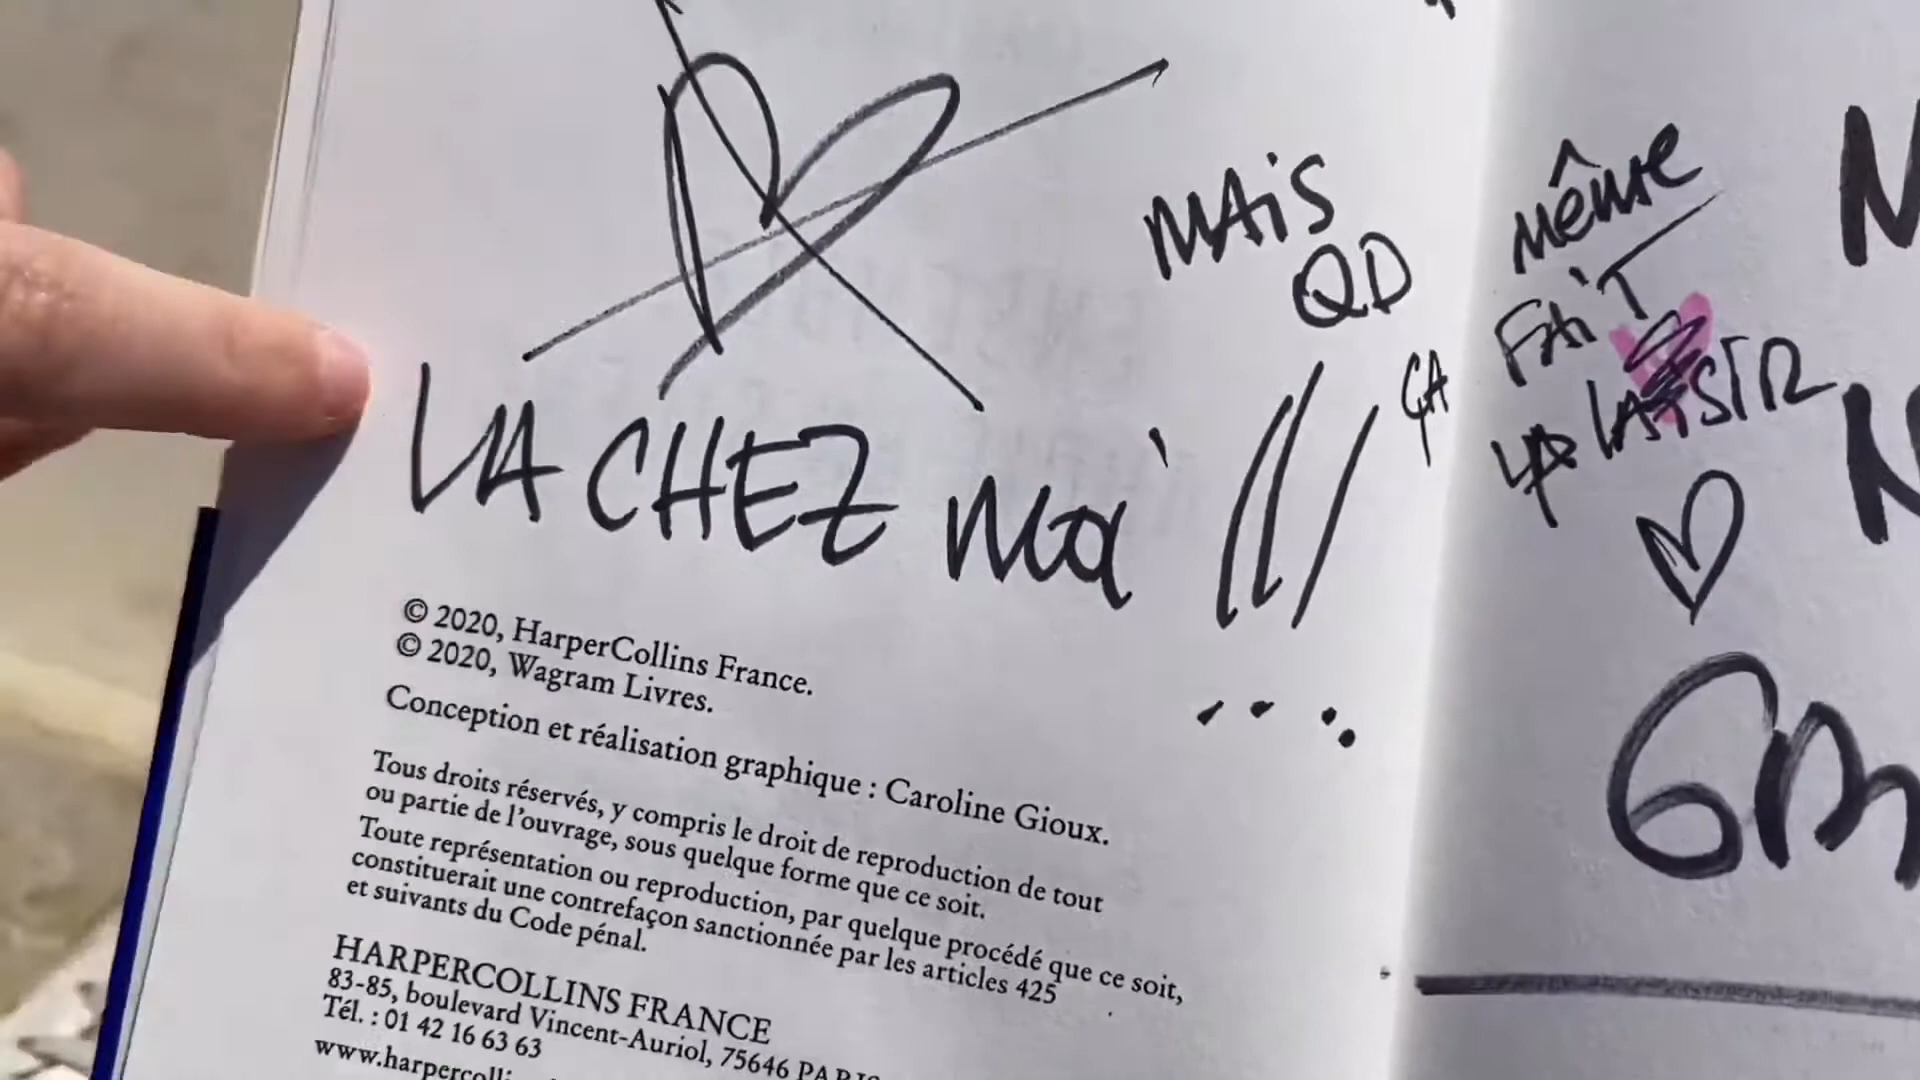 LA CHEZ moi
MAiS
QD
ÇA
même
FAiT
PLAiSIR
© 2020, HarperCollins France.
© 2020, Wagram Livres.
Conception et réalisation graphique : Caroline Gioux.
Tous droits réservés, y compris le droit de reproduction de tout
ou partie de l’ouvrage, sous quelque forme que ce soit.
Toute représentation ou reproduction, par quelque procédé que ce soit,
constituerait une contrefaçon sanctionnée par les articles 425
et suivants du Code pénal.
HARPERCOLLINS FRANCE
83-85, boulevard Vincent-Auriol, 75646 PARIS
Tél. : 01 42 16 63 63
www.harpercolli